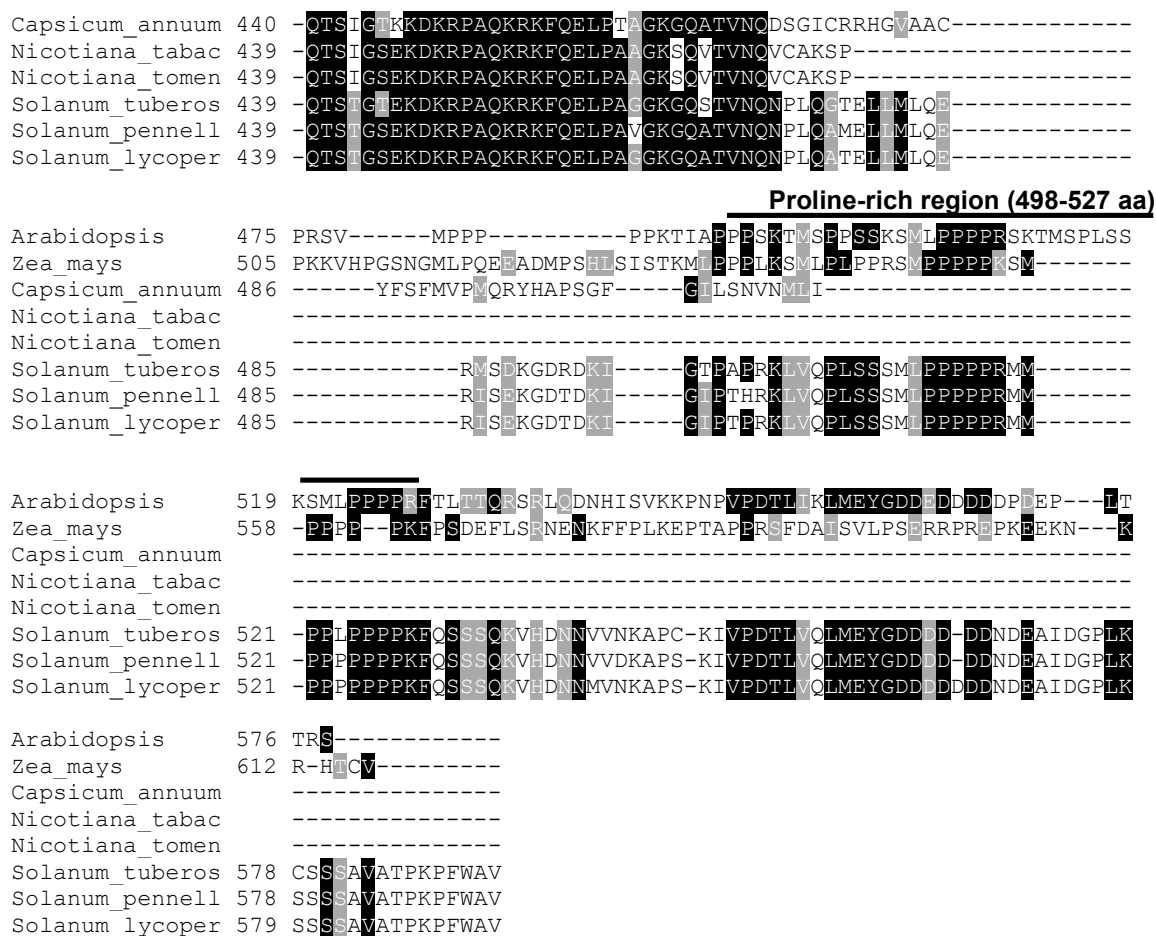 Capsicum_annuum 440 -QTSIGTKKDKRPAQKRKFQELPTAGKGQATVNQDSGICRRHGVAAC-------------
Nicotiana_tabac 439 -QTSIGSEKDKRPAQKRKFQELPAAGKSQVTVNQVCAKSP--------------------
Nicotiana_tomen 439 -QTSIGSEKDKRPAQKRKFQELPAAGKSQVTVNQVCAKSP--------------------
Solanum_tuberos 439 -QTSTGTEKDKRPAQKRKFQELPAGGKGQSTVNQNPLQGTELLMLQE-------------
Solanum_pennell 439 -QTSTGSEKDKRPAQKRKFQELPAVGKGQATVNQNPLQAMELLMLQE-------------
Solanum_lycoper 439 -QTSTGSEKDKRPAQKRKFQELPAGGKGQATVNQNPLQATELLMLQE-------------
Proline-rich region (498-527 aa)
Arabidopsis 475 PRSV------MPPP----------PPKTIAPPPSKTMSPPSSKSMLPPPPRSKTMSPLSS
Zea_mays 505 PKKVHPGSNGMLPQEEADMPSHLSISTKMLPPPLKSMLPLPPRSMPPPPPKSM-------
Capsicum_annuum 486 ------YFSFMVPMQRYHAPSGF-----GILSNVNMLI----------------------
Nicotiana_tabac ------------------------------------------------------------
Nicotiana_tomen ------------------------------------------------------------
Solanum_tuberos 485 ------------RMSDKGDRDKI-----GTPAPRKLVQPLSSSMLPPPPPRMM-------
Solanum_pennell 485 ------------RISEKGDTDKI-----GIPTHRKLVQPLSSSMLPPPPPRMM-------
Solanum_lycoper 485 ------------RISEKGDTDKI-----GIPTPRKLVQPLSSSMLPPPPPRMM-------
Arabidopsis 519 KSMLPPPPRFTLTTQRSRLQDNHISVKKPNPVPDTLIKLMEYGDDEDDDDDPDEP---LT
Zea_mays 558 -PPPP--PKFPSDEFLSRNENKFFPLKEPTAPPRSFDAISVLPSERRPREPKEEKN---K
Capsicum_annuum ------------------------------------------------------------
Nicotiana_tabac ------------------------------------------------------------
Nicotiana_tomen ------------------------------------------------------------
Solanum_tuberos 521 -PPLPPPPKFQSSSQKVHDNNVVNKAPC-KIVPDTLVQLMEYGDDDD-DDNDEAIDGPLK
Solanum_pennell 521 -PPPPPPPKFQSSSQKVHDNNVVDKAPS-KIVPDTLVQLMEYGDDDD-DDNDEAIDGPLK
Solanum_lycoper 521 -PPPPPPPKFQSSSQKVHDNNMVNKAPS-KIVPDTLVQLMEYGDDDDDDDNDEAIDGPLK
Arabidopsis 576 TRS------------
Zea_mays 612 R-HTCV---------
Capsicum_annuum ---------------
Nicotiana_tabac ---------------
Nicotiana_tomen ---------------
Solanum_tuberos 578 CSSSAVATPKPFWAV
Solanum_pennell 578 SSSSAVATPKPFWAV
Solanum_lycoper 579 SSSSAVATPKPFWAV